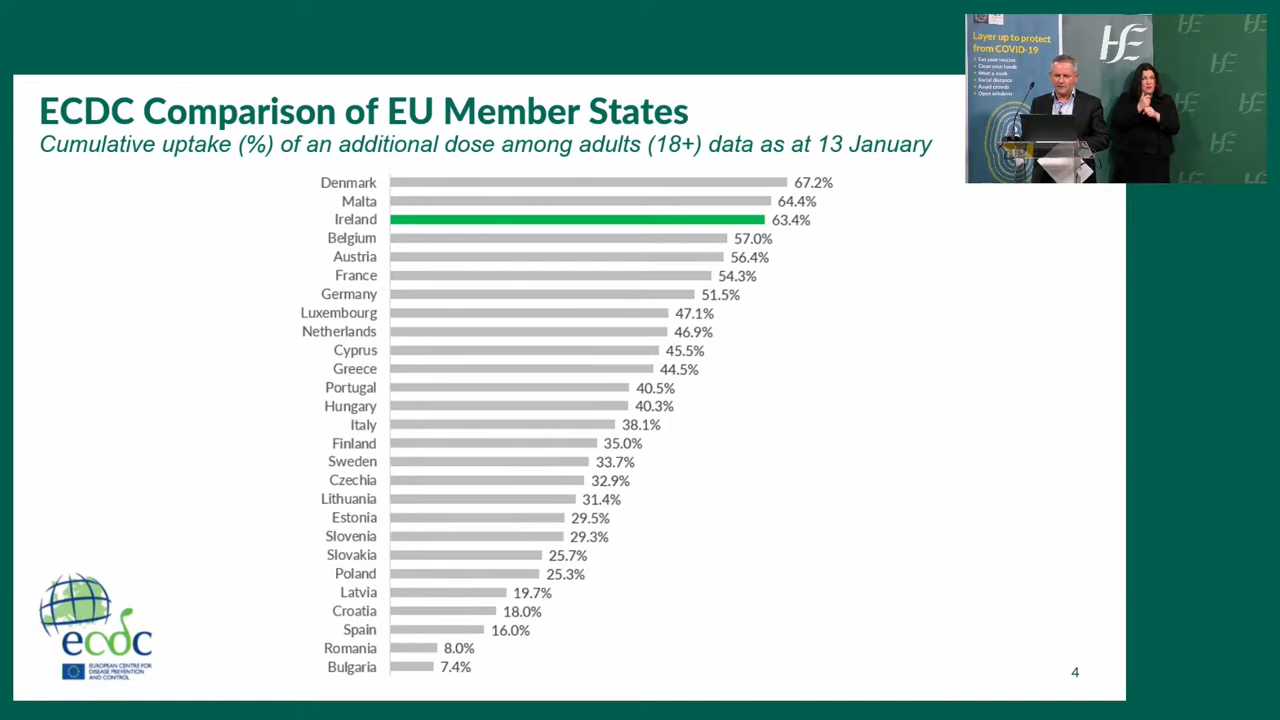 ECDC Comparison of EU Member States
Cumulative uptake (%) of an additional dose among adults (18+) data as at 13 January
Denmark 67.2%
Malta 64.4%
Ireland 63.4%
Belgium 57.0%
Austria 56.4%
France 54.3%
Germany 51.5%
Luxembourg 47.1%
Netherlands 46.9%
Cyprus 45.5%
Greece 44.5%
Portugal 40.5%
Hungary 40.3%
Italy 38.1%
Finland 35.0%
Sweden 33.7%
Czechia 32.9%
Lithuania 31.4%
Estonia 29.5%
Slovenia 29.3%
Slovakia 25.7%
Poland 25.3%
Latvia 19.7%
Croatia 18.0%
Spain 16.0%
Romania 8.0%
Bulgaria 7.4%
ecdc
EUROPEAN CENTRE FOR
DISEASE PREVENTION
AND CONTROL
4
Layer up to protect
from COVID-19
Get your vaccine
Clean your hands
Wear a mask
Social distance
Avoid crowds
Open windows
HSE